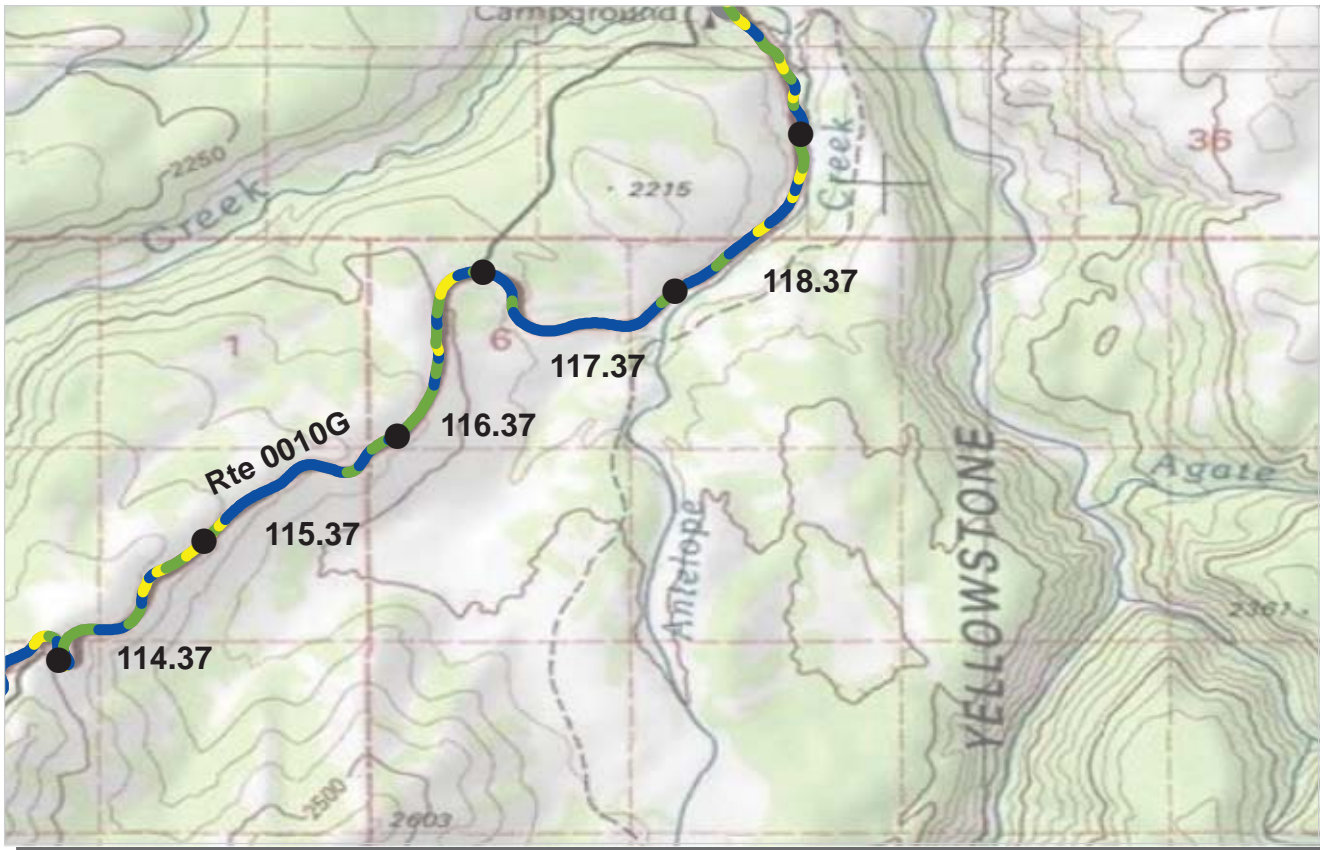 Campground
36
2250
Creek
2215
Creek
118.37
1
6
117.37
116.37
Rte 0010G
115.37
Agate
YELLOWSTONE
Antelope
2361
114.37
2500
2603